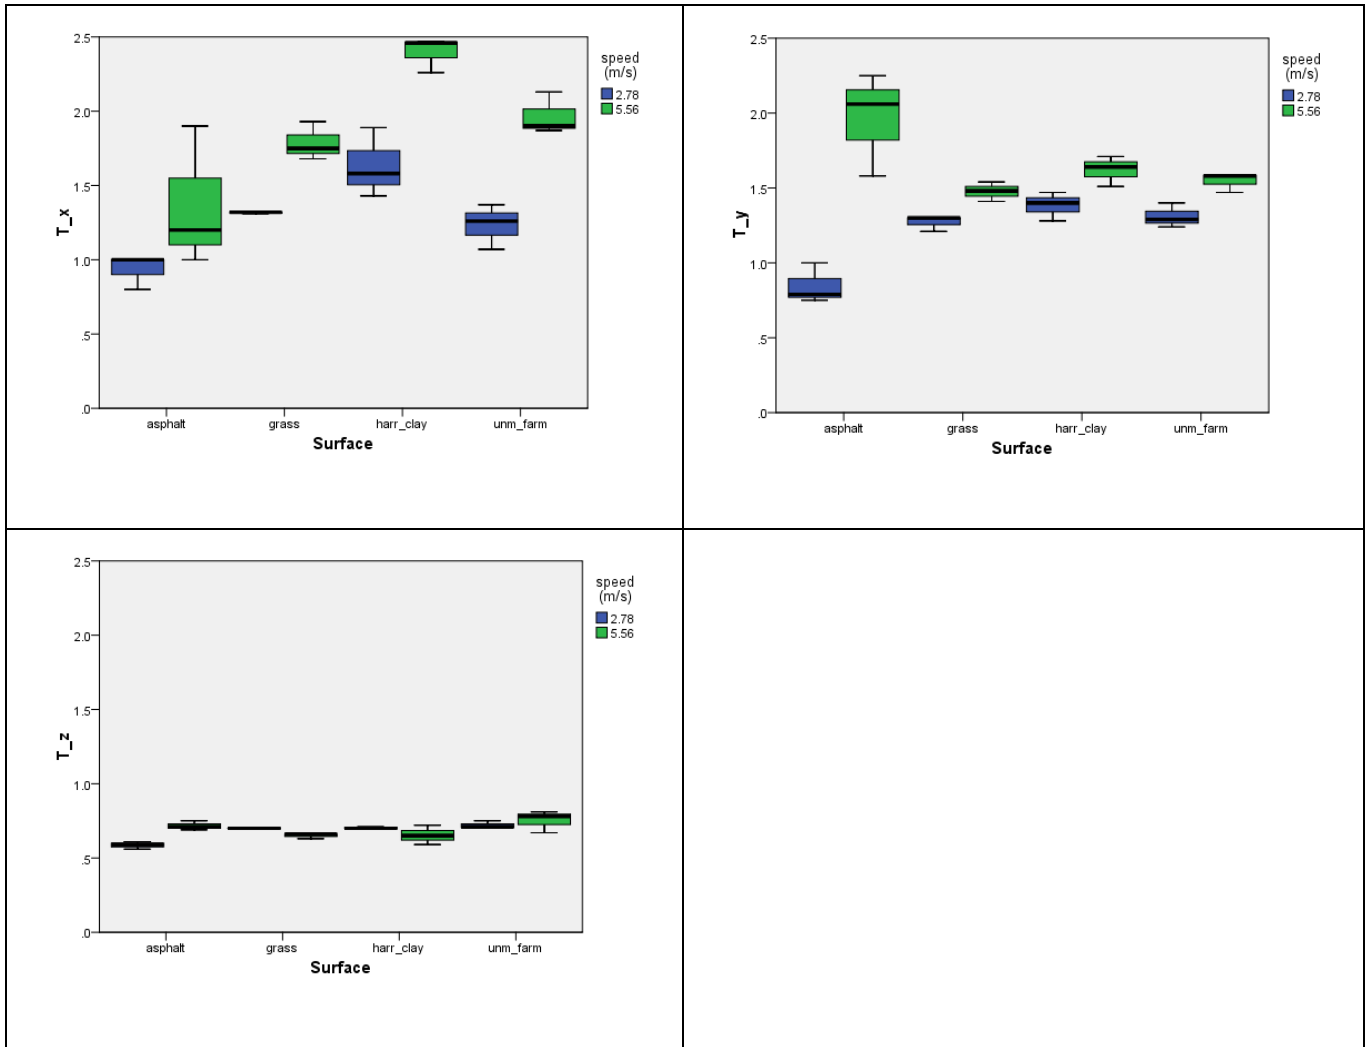 2.5
2.0
1.5
1.0
.5
.0
T_x
asphalt grass harr_clay unm_farm
Surface
speed
(m/s)
2.78
5.56
2.5
2.0
1.5
1.0
.5
.0
T_y
asphalt grass harr_clay unm_farm
Surface
speed
(m/s)
2.78
5.56
2.5
2.0
1.5
1.0
.5
.0
T_z
asphalt grass harr_clay unm_farm
Surface
speed
(m/s)
2.78
5.56